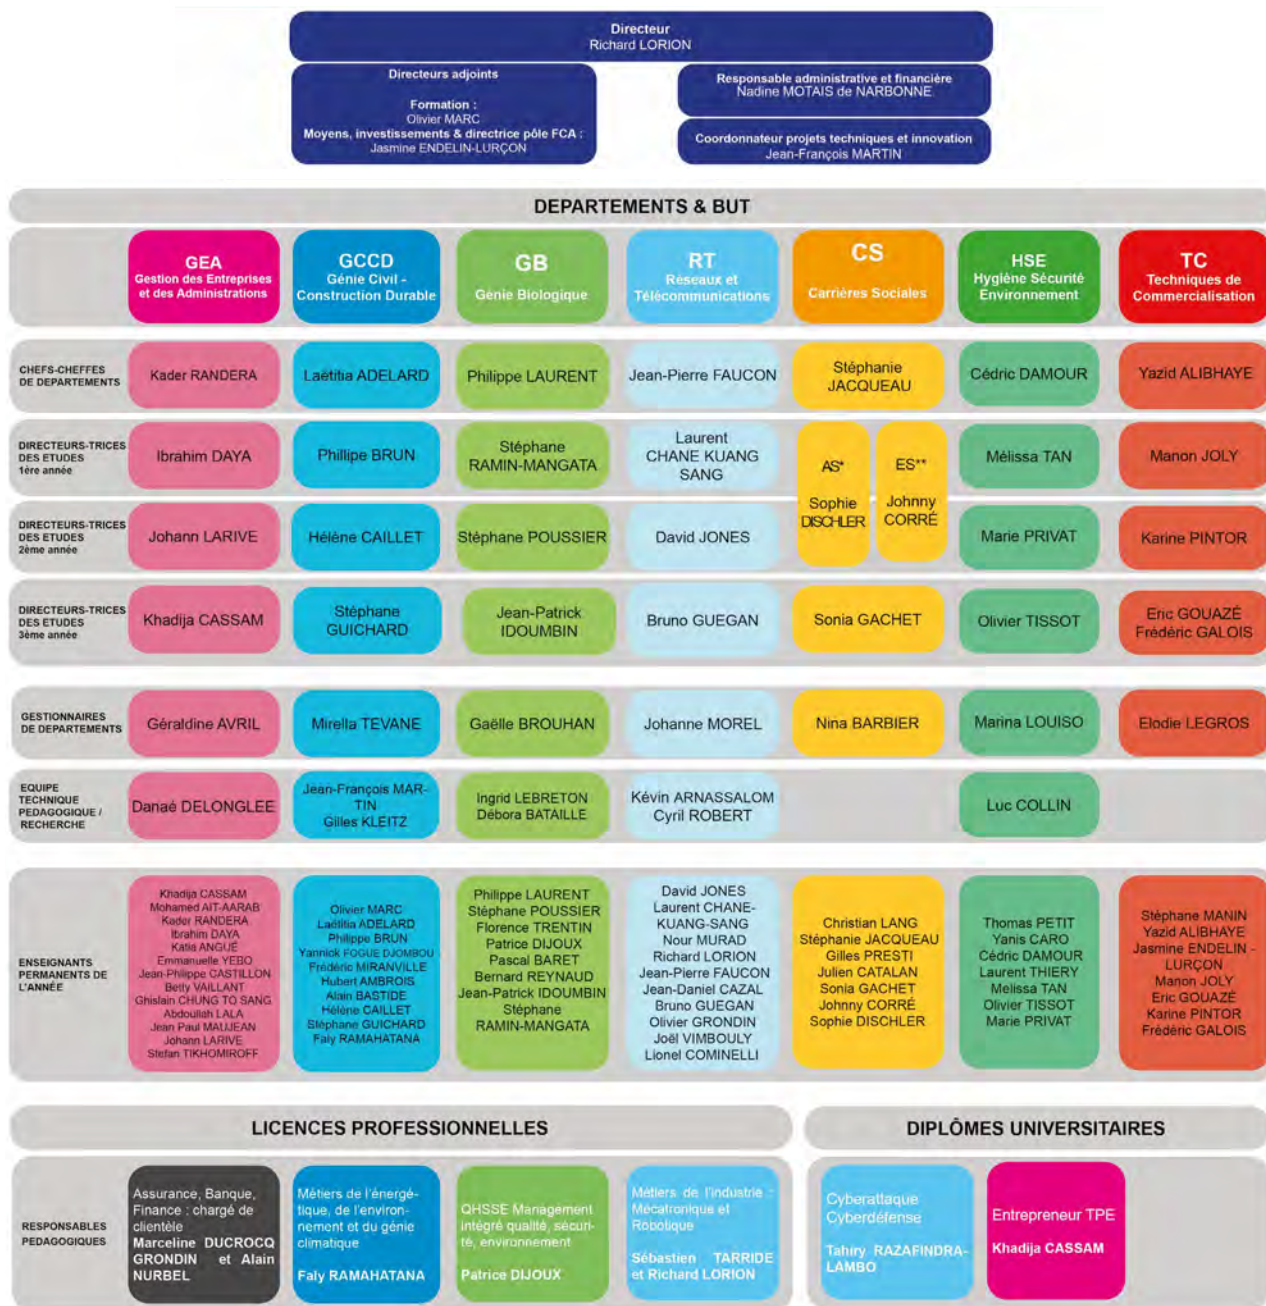 Directeur
Richard LORION
Directeurs adjoints
Formation :
Olivier MARC
Moyens, investissements & directrice pôle FCA :
Jasmine ENDELIN-LURÇON
Responsable administrative et financière
Nadine MOTAIS de NARBONNE
Coordonnateur projets techniques et innovation
Jean-François MARTIN
DEPARTEMENTS & BUT
GEA
Gestion des Entreprises
et des Administrations
GCCD
Génie Civil -
Construction Durable
GB
Génie Biologique
RT
Réseaux et
Télécommunications
CS
Carrières Sociales
HSE
Hygiène Sécurité
Environnement
TC
Techniques de
Commercialisation
CHEFS-CHEFFES
DE DEPARTEMENTS
Kader RANDERA
Laëtitia ADELARD
Philippe LAURENT
Jean-Pierre FAUCON
Stéphanie
JACQUEAU
Cédric DAMOUR
Yazid ALIBHAYE
DIRECTEURS-TRICES
DES ETUDES
1ére année
Ibrahim DAYA
Phillipe BRUN
Stéphane
RAMIN-MANGATA
Laurent
CHANE KUANG
SANG
AS*
Sophie
DISCHLER
ES**
Johnny
CORRÉ
Mélissa TAN
Manon JOLY
DIRECTEURS-TRICES
DES ETUDES
2ème année
Johann LARIVE
Hélène CAILLET
Stéphane POUSSIER
David JONES
Marie PRIVAT
Karine PINTOR
DIRECTEURS-TRICES
DES ETUDES
3ème année
Khadija CASSAM
Stéphane
GUICHARD
Jean-Patrick
IDOUMBIN
Bruno GUEGAN
Sonia GACHET
Olivier TISSOT
Eric GOUAZÉ
Frédéric GALOIS
GESTIONNAIRES
DE DEPARTEMENTS
Géraldine AVRIL
Mirella TEVANE
Gaëlle BROUHAN
Johanne MOREL
Nina BARBIER
Marina LOUISO
Elodie LEGROS
EQUIPE
TECHNIQUE
PEDAGOGIQUE /
RECHERCHE
Danaé DELONGLEE
Jean-François MAR-
TIN
Gilles KLEITZ
Ingrid LEBRETON
Débora BATAILLE
Kévin ARNASSALOM
Cyril ROBERT
Luc COLLIN
ENSEIGNANTS
PERMANENTS DE
L'ANNÉE
Khadija CASSAM
Mohamed AIT-AARAB
Kader RANDERA
Ibrahim DAYA
Katia ANGUÉ
Emmanuelle YEBO
Jean-Philippe CASTILLON
Betty VAILLANT
Ghislain CHUNG TO SANG
Abdoullah LALA
Jean Paul MAUJEAN
Johann LARIVE
Stefan TIKHOMIROFF
Olivier MARC
Laëtitia ADELARD
Philippe BRUN
Yannick FOGUE DJOMBOU
Frédéric MIRANVILLE
Hubert AMBROIS
Alain BASTIDE
Hélène CAILLET
Stéphane GUICHARD
Faly RAMAHATANA
Philippe LAURENT
Stéphane POUSSIER
Florence TRENTIN
Patrice DIJOUX
Pascal BARET
Bernard REYNAUD
Jean-Patrick IDOUMBIN
Stéphane
RAMIN-MANGATA
David JONES
Laurent CHANE-
KUANG-SANG
Nour MURAD
Richard LORION
Jean-Pierre FAUCON
Jean-Daniel CAZAL
Bruno GUEGAN
Olivier GRONDIN
Joël VIMBOULY
Lionel COMINELLI
Christian LANG
Stéphanie JACQUEAU
Gilles PRESTI
Julien CATALAN
Sonia GACHET
Johnny CORRÉ
Sophie DISCHLER
Thomas PETIT
Yanis CARO
Cédric DAMOUR
Laurent THIERY
Melissa TAN
Olivier TISSOT
Marie PRIVAT
Stéphane MANIN
Yazid ALIBHAYE
Jasmine ENDELIN -
LURÇON
Manon JOLY
Eric GOUAZÉ
Karine PINTOR
Frédéric GALOIS
LICENCES PROFESSIONNELLES
DIPLÔMES UNIVERSITAIRES
RESPONSABLES
PEDAGOGIQUES
Assurance, Banque,
Finance : chargé de
clientèle
Marceline DUCROCQ
GRONDIN et Alain
NURBEL
Métiers de l'énergé-
tique, de l'environ-
nement et du génie
climatique
Faly RAMAHATANA
QHSSE Management
intégré qualité, sécuri-
té, environnement
Patrice DIJOUX
Métiers de l'industrie :
Mécatronique et
Robotique
Sébastien TARRIDE
et Richard LORION
Cyberattaque
Cyberdéfense
Tahiry RAZAFINDRA-
LAMBO
Entrepreneur TPE
Khadija CASSAM